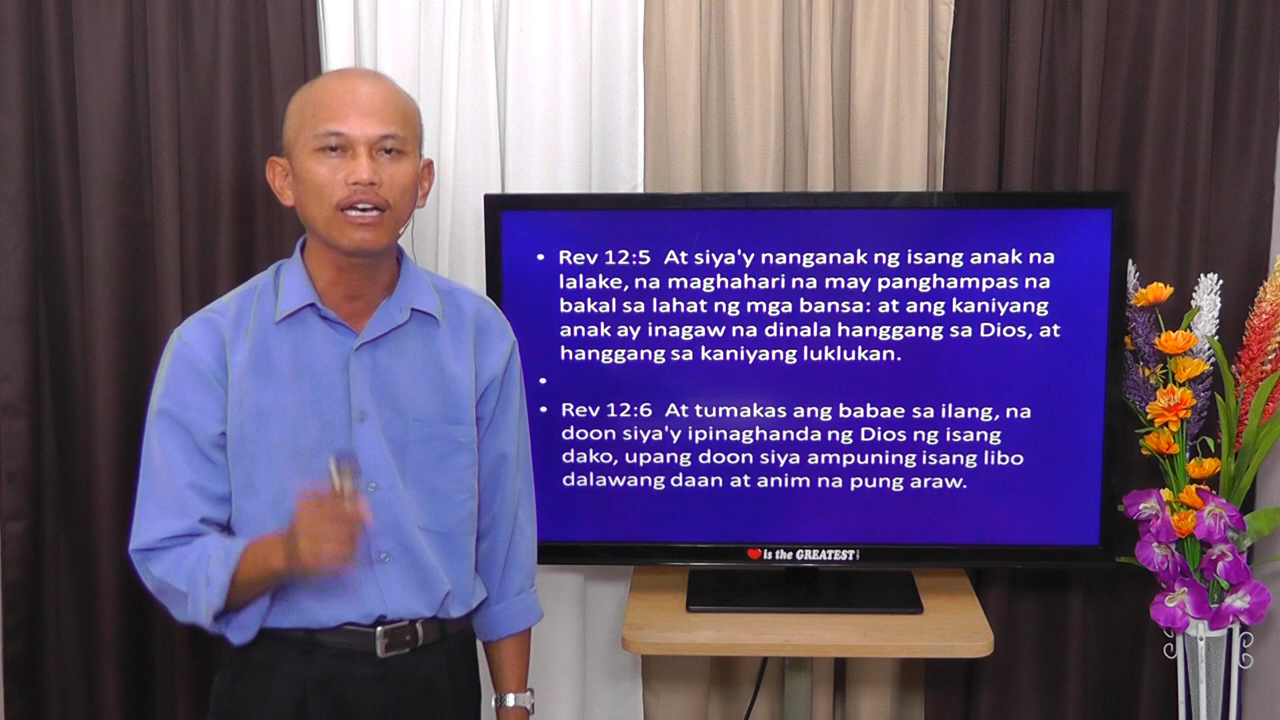 • Rev 12:5 At siya'y nanganak ng isang anak na
lalake, na maghahari na may panghampas na
bakal sa lahat ng mga bansa: at ang kaniyang
anak ay inagaw na dinala hanggang sa Dios, at
hanggang sa kaniyang luklukan.
•
• Rev 12:6 At tumakas ang babae sa ilang, na
doon siya'y ipinaghanda ng Dios ng isang
dako, upang doon siya ampuning isang libo
dalawang daan at anim na pung araw.
❤ is the GREATEST!